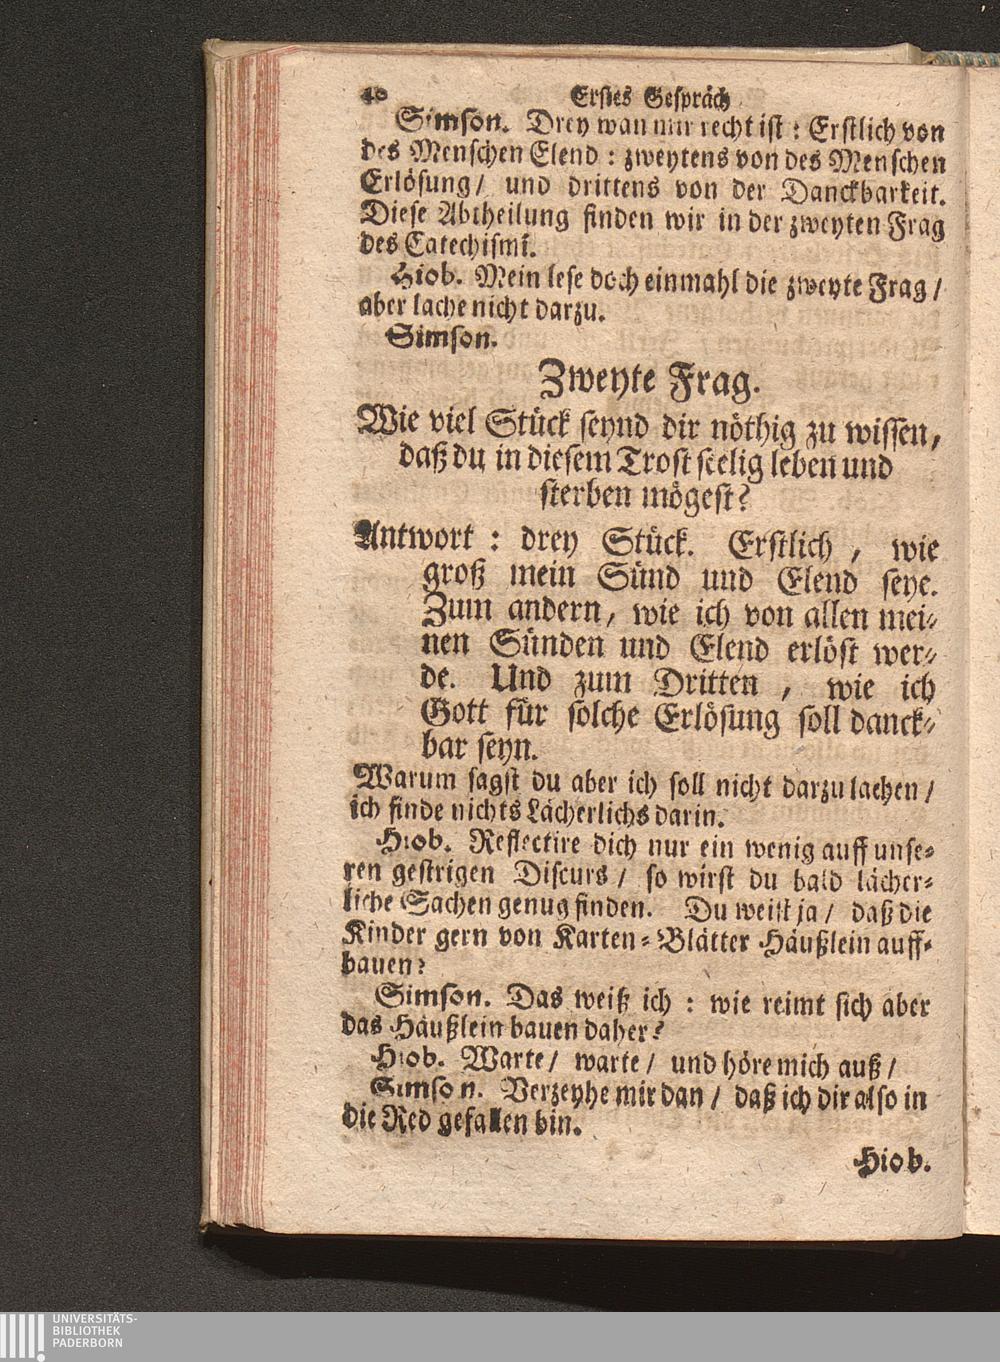 40 Erstes Gespräch
Simson. Drey wan mir recht ist : Erstlich von
des Menschen Elend : zweytens von des Menschen
Erlösung / und drittens von der Danckbarkeit.
Diese Abtheilung finden wir in der zweyten Frag
des Catechismi.
Hiob. Mein lese doch einmahl die zweyte Frag /
aber lache nicht darzu.
Simson.
Zweyte Frag.
Wie viel Stück seynd dir nöthig zu wissen,
daß du in diesem Trost seelig leben und
sterben mögest?
Antwort : drey Stück. Erstlich , wie
groß mein Sünd und Elend seye.
Zum andern, wie ich von allen mei-
nen Sünden und Elend erlöst wer-
de. Und zum Dritten , wie ich
Gott für solche Erlösung soll danck-
bar seyn.
Warum sagst du aber ich soll nicht darzu lachen /
ich finde nichts Lächerlichs darin.
Hiob. Reflectire dich nur ein wenig auff unse-
ren gestrigen Discurs / so wirst du bald lächer-
liche Sachen genug finden. Du weist ja / daß die
Kinder gern von Karten-Blätter Häußlein auff-
bauen?
Simson. Das weiß ich : wie reimt sich aber
das Häußlein bauen daher?
Hiob. Warte / warte / und höre mich auß /
Simson. Verzeyhe mir dan / daß ich dir also in
die Red gefallen bin.
Hiob.
UNIVERSITÄTS-
BIBLIOTHEK
PADERBORN